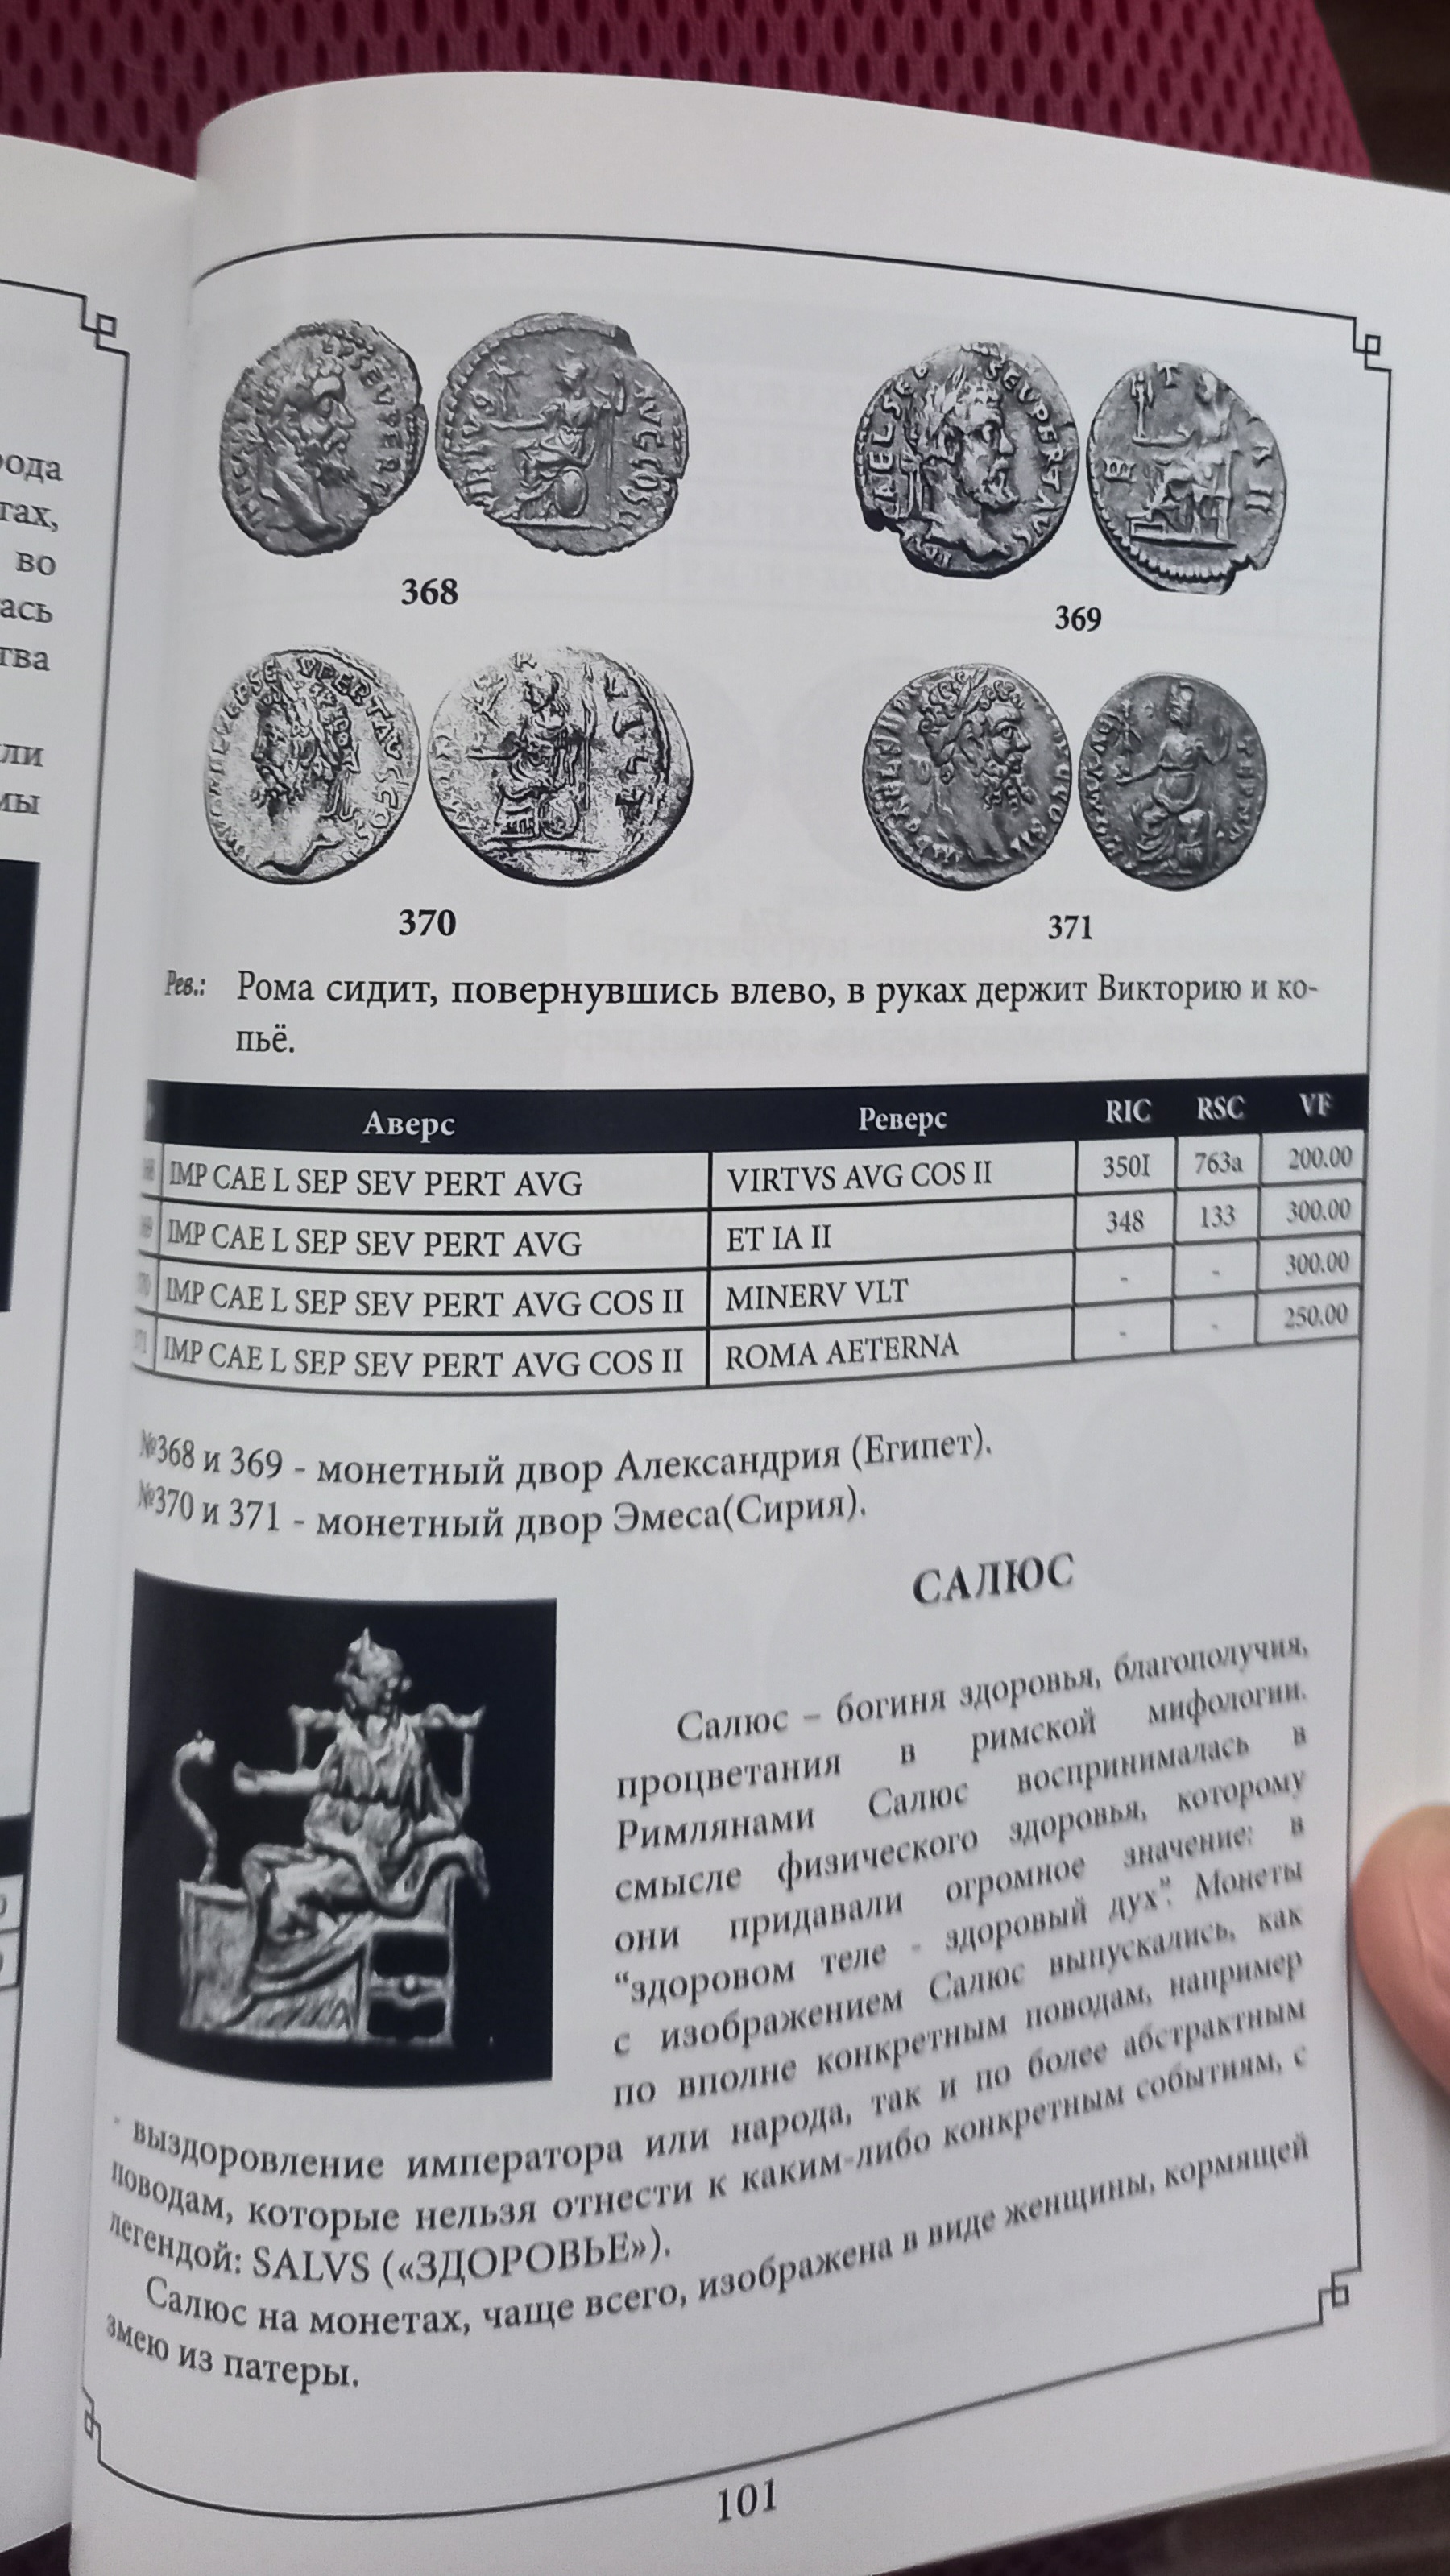 ода
тах,
во
ась
тва
ли
мы
368
369
370
371
Рев.: Рома сидит, повернувшись влево, в руках держит Викторию и ко-
пьё.
Аверс Реверс RIC RSC VF
IMP CAE L SEP SEV PERT AVG VIRTVS AVG COS II 350I 763a 200.00
IMP CAE L SEP SEV PERT AVG ET IA II 348 133 300.00
IMP CAE L SEP SEV PERT AVG COS II MINERV VLT - - 300.00
IMP CAE L SEP SEV PERT AVG COS II ROMA AETERNA - - 250.00
№368 и 369 - монетный двор Александрия (Египет).
№370 и 371 - монетный двор Эмеса(Сирия).
САЛЮС
Салюс – богиня здоровья, благополучия,
процветания в римской мифологии.
Римлянами Салюс воспринималась в
смысле физического здоровья, которому
они придавали огромное значение: в
“здоровом теле - здоровый дух”. Монеты
с изображением Салюс выпускались, как
по вполне конкретным поводам, например
- выздоровление императора или народа, так и по более абстрактным
поводам, которые нельзя отнести к каким-либо конкретным событиям, с
легендой: SALVS («ЗДОРОВЬЕ»).
Салюс на монетах, чаще всего, изображена в виде женщины, кормящей
змею из патеры.
101